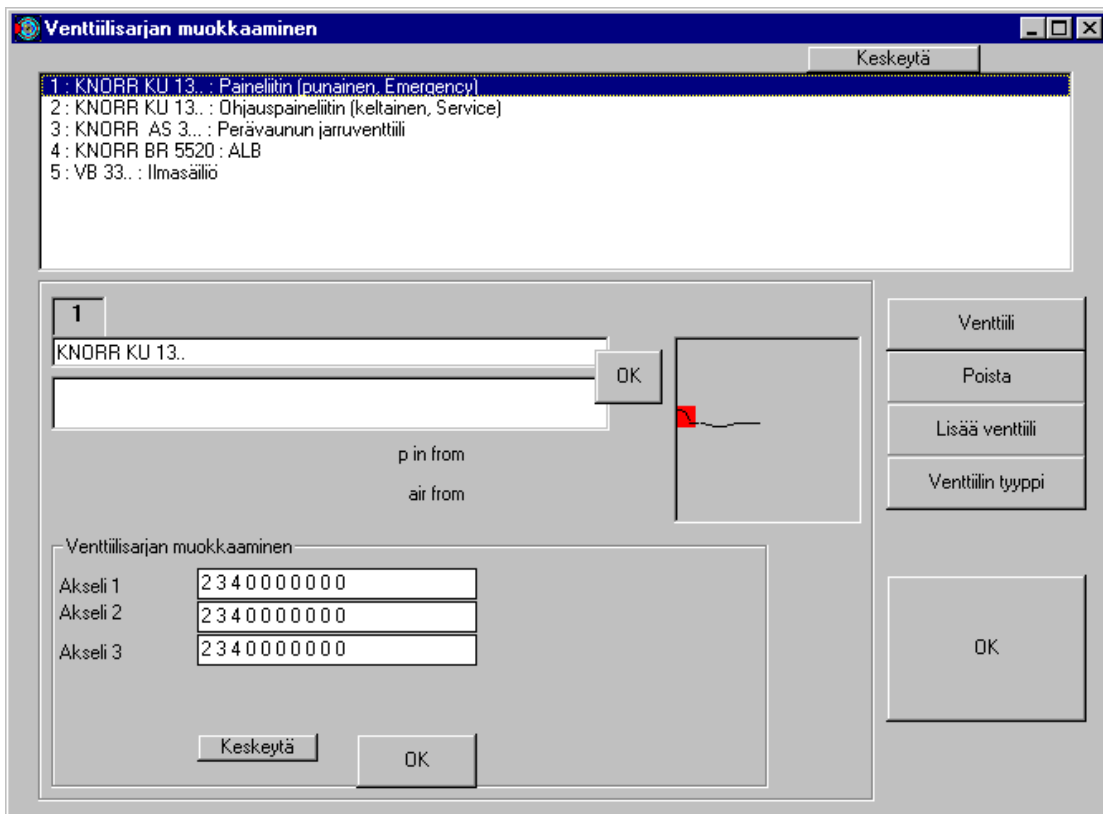 Venttiilisarjan muokkaaminen
Keskeytä
1 : KNORR KU 13.. : Paineliitin (punainen, Emergency)
2 : KNORR KU 13.. : Ohjauspaineliitin (keltainen, Service)
3 : KNORR  AS 3... : Perävaunun jarruventtiili
4 : KNORR BR 5520 : ALB
5 : VB 33.. : Ilmasäiliö
1
KNORR KU 13..
OK
p in from
air from
Venttiili
Poista
Lisää venttiili
Venttiilin tyyppi
Venttiilisarjan muokkaaminen
Akseli 1 2 3 4 0 0 0 0 0 0 0
Akseli 2 2 3 4 0 0 0 0 0 0 0
Akseli 3 2 3 4 0 0 0 0 0 0 0
Keskeytä
OK
OK